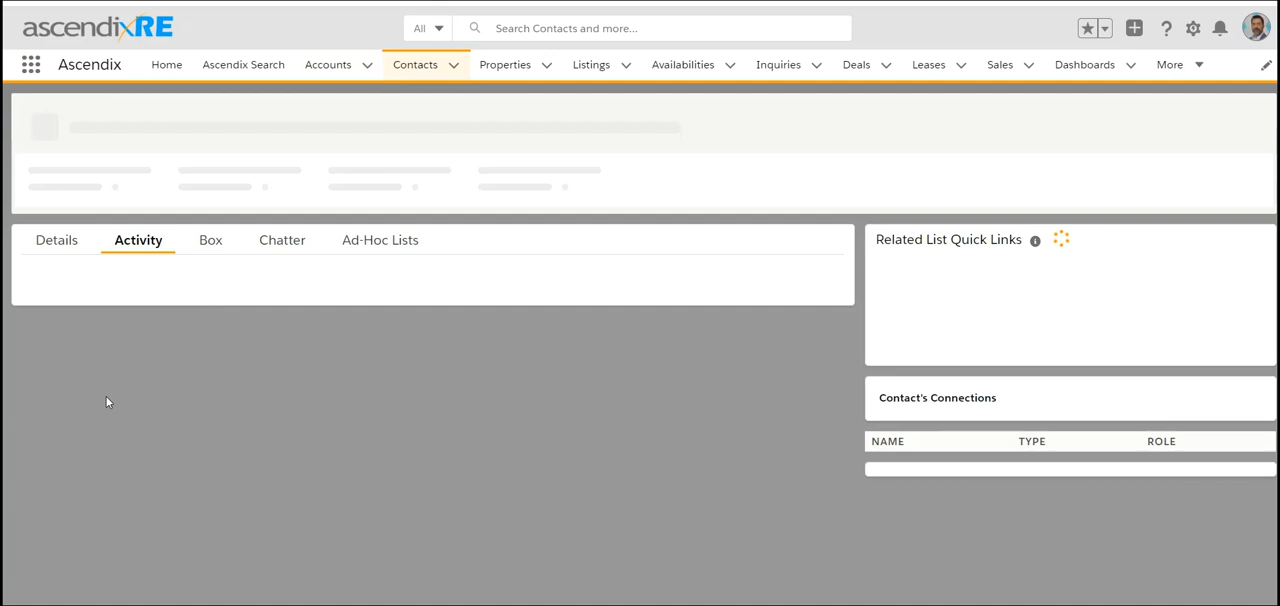 ascendixRE
All
Search Contacts and more...
Ascendix
Home
Ascendix Search
Accounts
Contacts
Properties
Listings
Availabilities
Inquiries
Deals
Leases
Sales
Dashboards
More
Details
Activity
Box
Chatter
Ad-Hoc Lists
Related List Quick Links
Contact's Connections
NAME TYPE ROLE